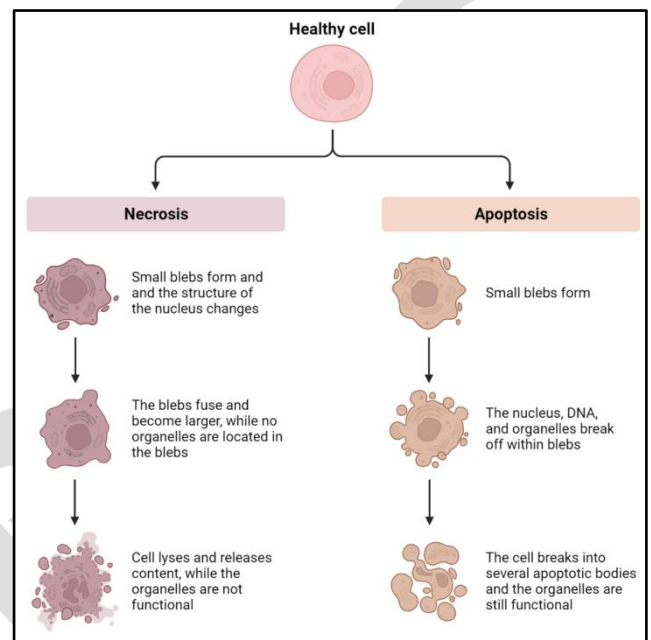 Healthy cell
Necrosis
Small blebs form and
and the structure of
the nucleus changes
The blebs fuse and
become larger, while no
organelles are located in
the blebs
Cell lyses and releases
content, while the
organelles are not
functional
Apoptosis
Small blebs form
The nucleus, DNA,
and organelles break
off within blebs
The cell breaks into
several apoptotic bodies
and the organelles are
still functional